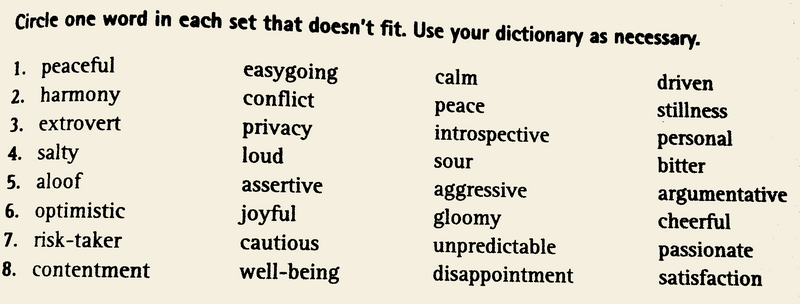 Circle one word in each set that doesn't fit. Use your dictionary as necessary.
1. peaceful easygoing calm driven
2. harmony conflict peace stillness
3. extrovert privacy introspective personal
4. salty loud sour bitter
5. aloof assertive aggressive argumentative
6. optimistic joyful gloomy cheerful
7. risk-taker cautious unpredictable passionate
8. contentment well-being disappointment satisfaction